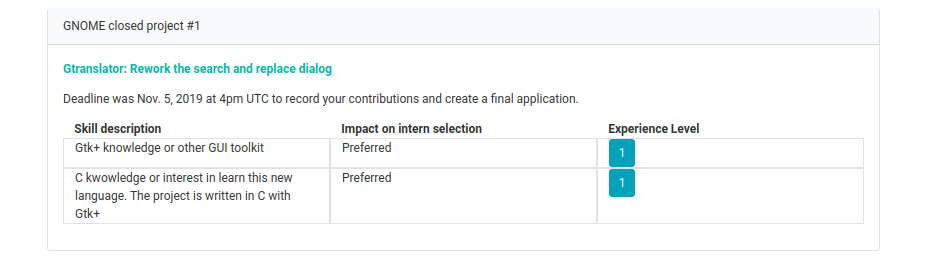 GNOME closed project #1
Gtranslator: Rework the search and replace dialog
Deadline was Nov. 5, 2019 at 4pm UTC to record your contributions and create a final application.
Skill description Impact on intern selection Experience Level
Gtk+ knowledge or other GUI toolkit Preferred 1
C kwowledge or interest in learn this new Preferred 1
language. The project is written in C with
Gtk+